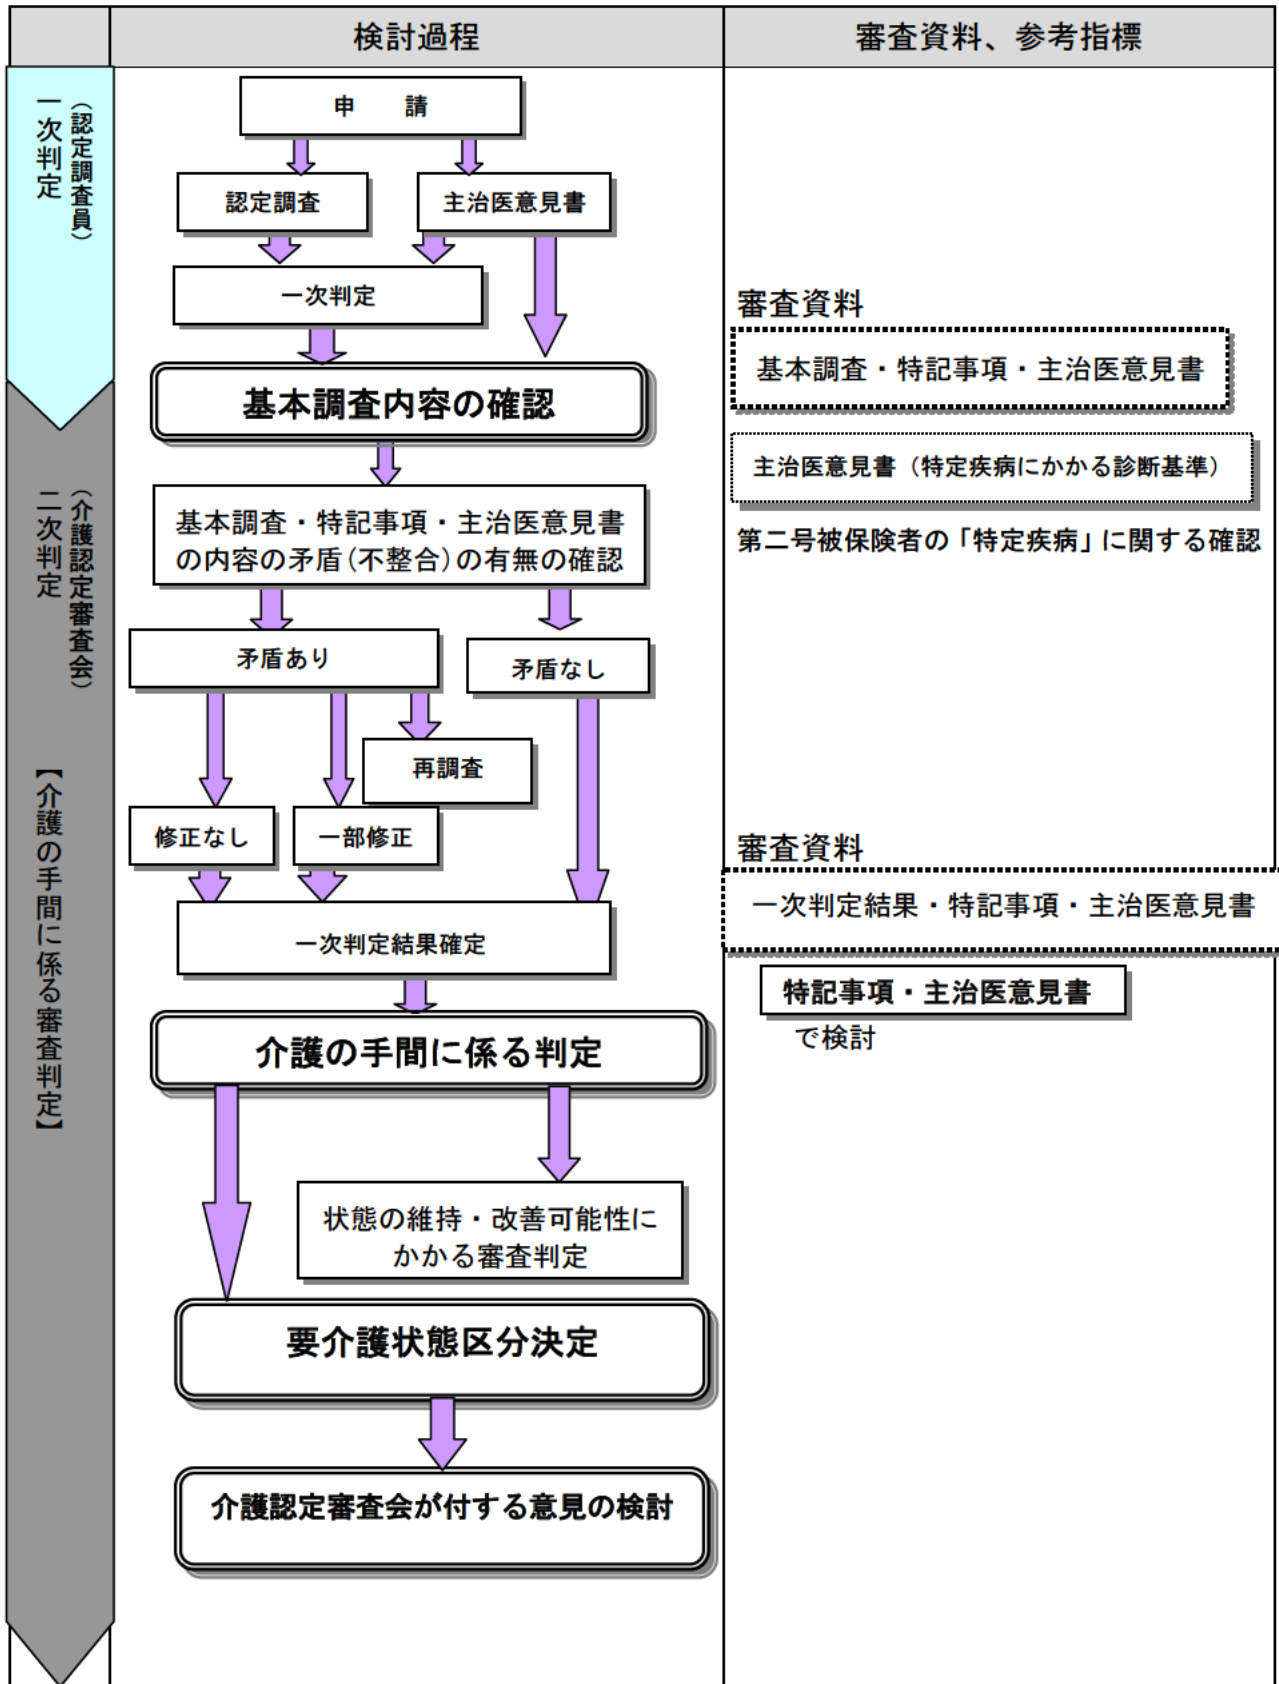 検討過程
審査資料、参考指標
一次判定
（認定調査員）
申　請
認定調査
主治医意見書
一次判定
審査資料
基本調査・特記事項・主治医意見書
基本調査内容の確認
主治医意見書（特定疾病にかかる診断基準）
第二号被保険者の「特定疾病」に関する確認
二次判定
（介護認定審査会）
基本調査・特記事項・主治医意見書
の内容の矛盾(不整合)の有無の確認
矛盾あり
矛盾なし
再調査
修正なし
一部修正
【介護の手間に係る審査判定】
審査資料
一次判定結果・特記事項・主治医意見書
一次判定結果確定
特記事項・主治医意見書
で検討
介護の手間に係る判定
状態の維持・改善可能性に
かかる審査判定
要介護状態区分決定
介護認定審査会が付する意見の検討